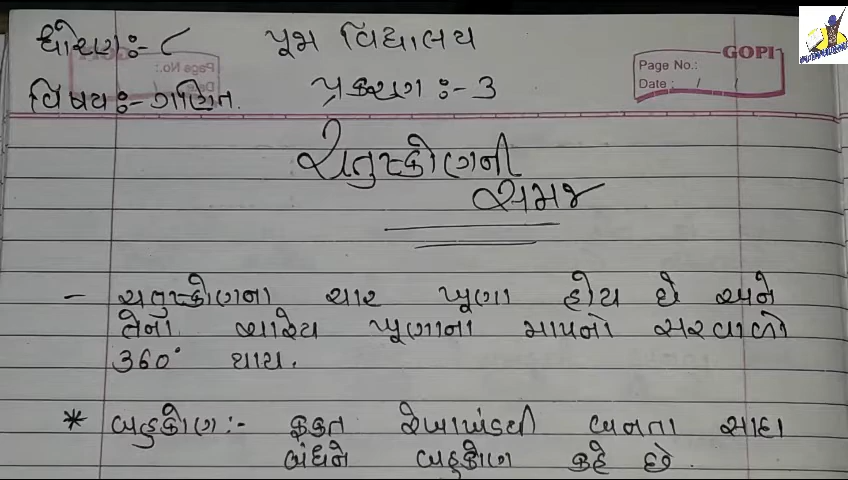 ધોરણ:- ૮ પૂમ વિદ્યાલય
GOPI
Page No.:
Date : / /
વિષય:- ગણિત. પ્રકરણ :- 3
ચતુષ્કોણની
સમજ
- ચતુષ્કોણના ચાર ખૂણા હોય છે અને
તેના ચારેય ખૂણાના માપનો સરવાળો
360° થાય.
* બહુકોણ:- ફક્ત રેખાખંડથી બનતા સાદા
બંધને બહુકોણ કહે છે.